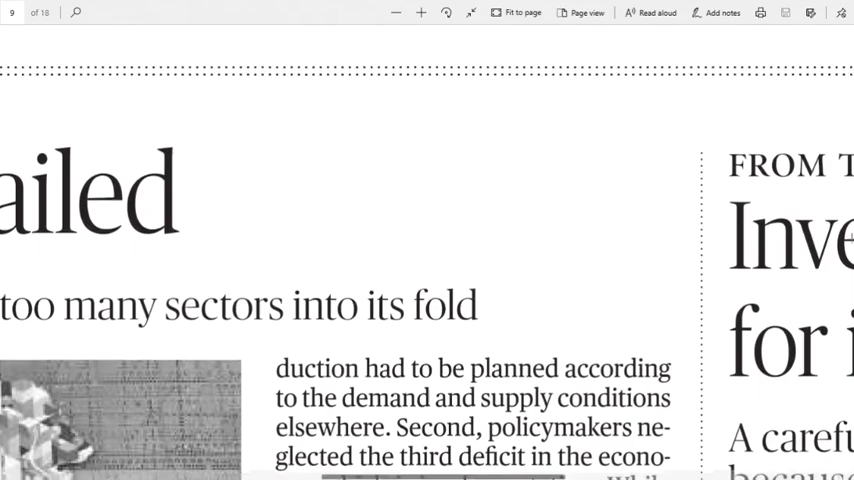 9 of 18 Fit to page Page view Read aloud Add notes
ailed
too many sectors into its fold
duction had to be planned according
to the demand and supply conditions
elsewhere. Second, policymakers ne-
glected the third deficit in the econo-
FROM T
Inve
for i
A carefu